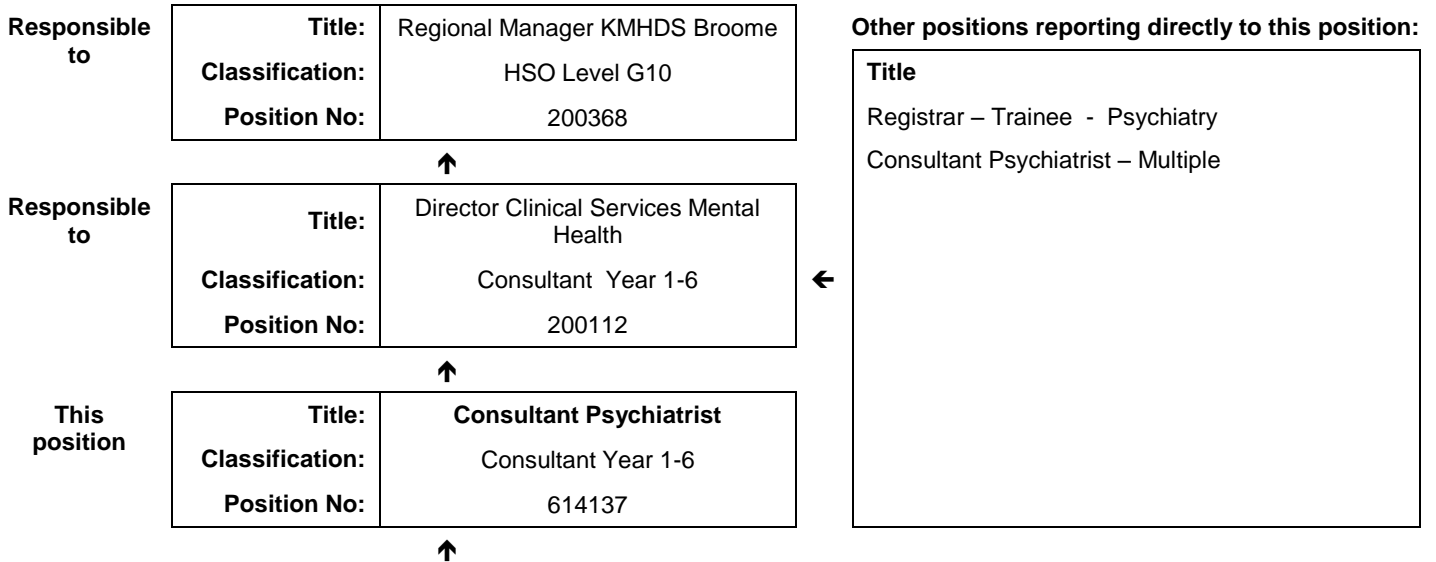 Responsible
to
Title: Regional Manager KMHDS Broome
Classification: HSO Level G10
Position No: 200368
Responsible
to
Title: Director Clinical Services Mental
Health
Classification: Consultant Year 1-6
Position No: 200112
This
position
Title: Consultant Psychiatrist
Classification: Consultant Year 1-6
Position No: 614137
Other positions reporting directly to this position:
Title
Registrar – Trainee - Psychiatry
Consultant Psychiatrist – Multiple